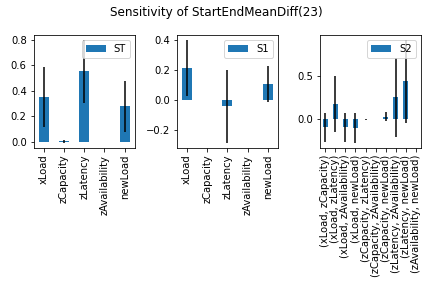 Sensitivity of StartEndMeanDiff(23)
ST
0.8
0.6
0.4
0.2
0.0
xLoad
zCapacity
zLatency
zAvailability
newLoad
S1
0.4
0.2
0.0
−0.2
xLoad
zCapacity
zLatency
zAvailability
newLoad
S2
0.5
0.0
(xLoad, zCapacity)
(xLoad, zLatency)
(xLoad, zAvailability)
(xLoad, newLoad)
(zCapacity, zLatency)
(zCapacity, zAvailability)
(zCapacity, newLoad)
(zLatency, zAvailability)
(zLatency, newLoad)
(zAvailability, newLoad)